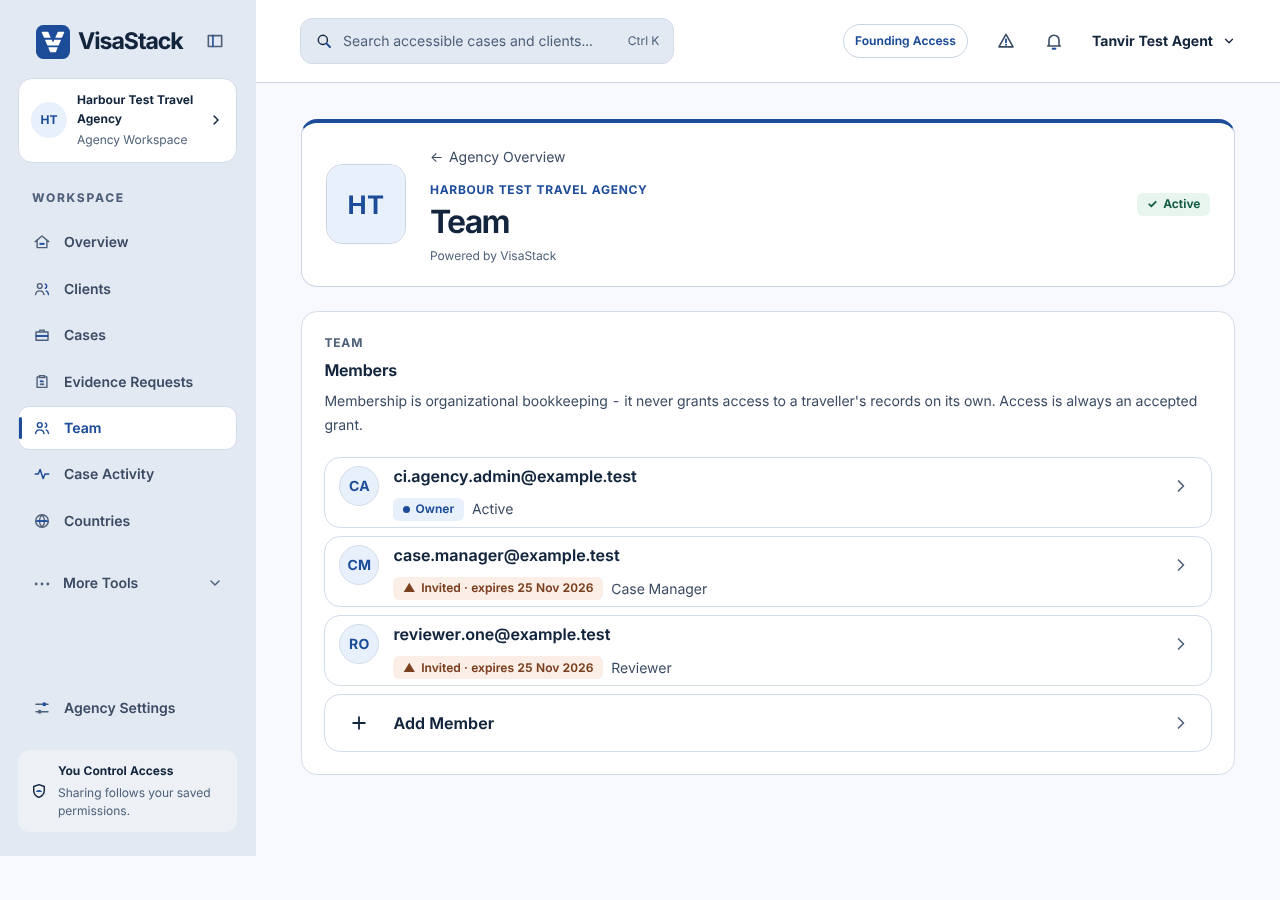 VisaStack
Search accessible cases and clients...
Ctrl K
Founding Access
Tanvir Test Agent
HT
Harbour Test Travel
Agency
Agency Workspace
WORKSPACE
Overview
Clients
Cases
Evidence Requests
Team
Case Activity
Countries
More Tools
Agency Settings
You Control Access
Sharing follows your saved
permissions.
HT
← Agency Overview
HARBOUR TEST TRAVEL AGENCY
Team
Powered by VisaStack
Active
TEAM
Members
Membership is organizational bookkeeping - it never grants access to a traveller's records on its own. Access is always an accepted
grant.
CA
ci.agency.admin@example.test
Owner
Active
CM
case.manager@example.test
Invited · expires 25 Nov 2026
Case Manager
RO
reviewer.one@example.test
Invited · expires 25 Nov 2026
Reviewer
Add Member